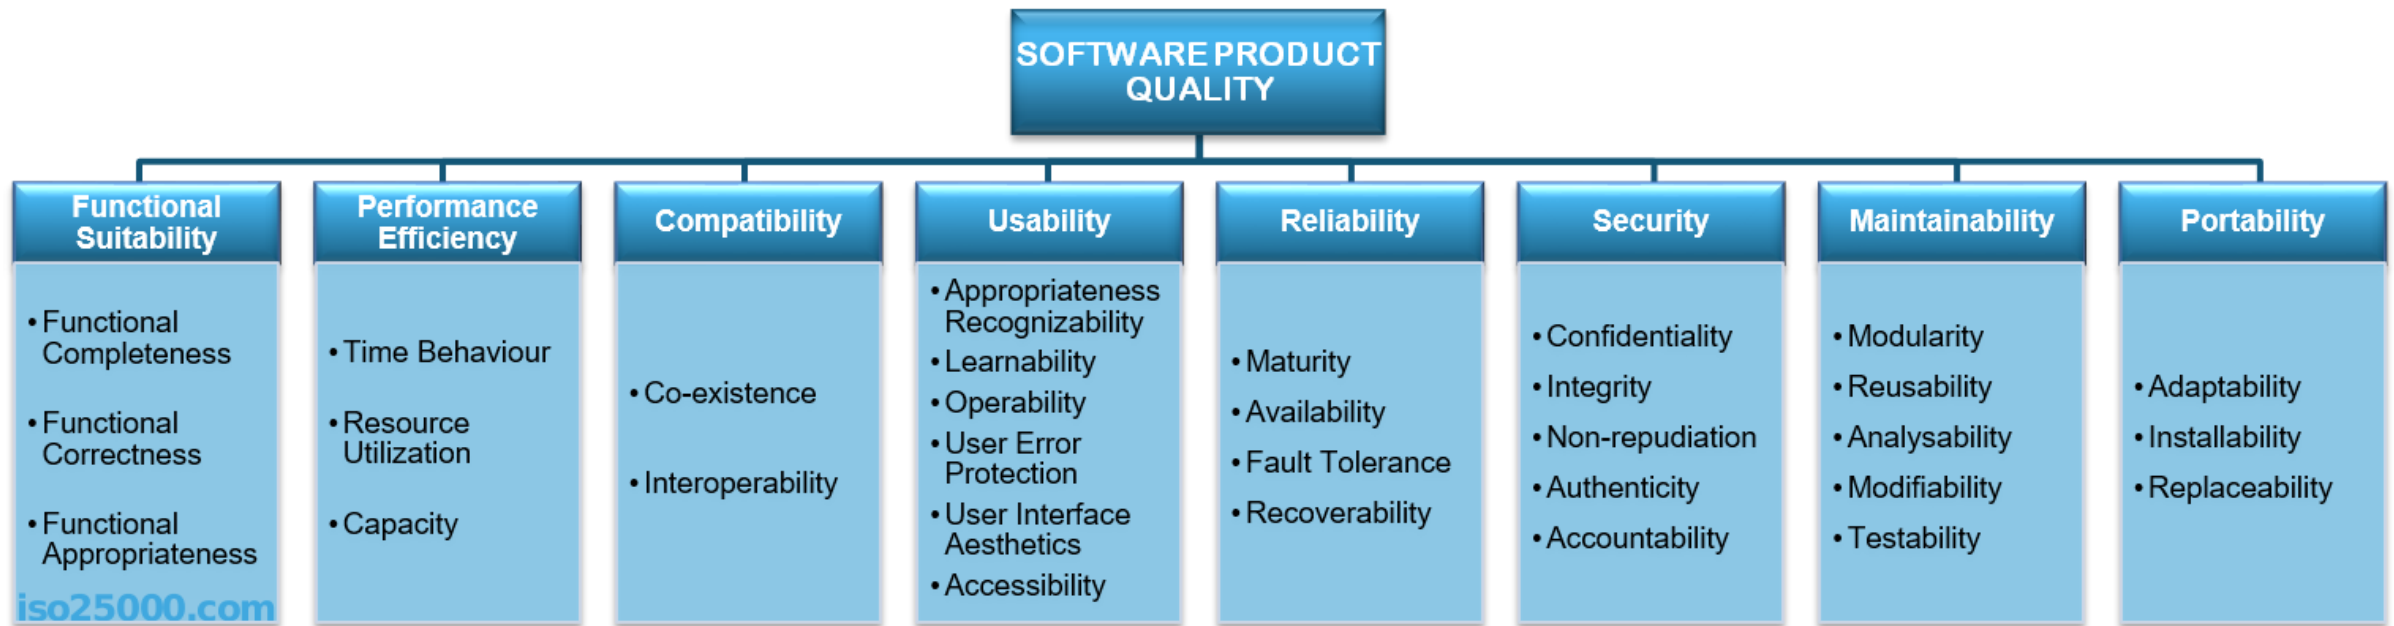 SOFTWARE PRODUCT
QUALITY
Functional
Suitability
• Functional
Completeness
• Functional
Correctness
• Functional
Appropriateness
iso25000.com
Performance
Efficiency
• Time Behaviour
• Resource
Utilization
• Capacity
Compatibility
• Co-existence
• Interoperability
Usability
• Appropriateness
Recognizability
• Learnability
• Operability
• User Error
Protection
• User Interface
Aesthetics
• Accessibility
Reliability
• Maturity
• Availability
• Fault Tolerance
• Recoverability
Security
• Confidentiality
• Integrity
• Non-repudiation
• Authenticity
• Accountability
Maintainability
• Modularity
• Reusability
• Analysability
• Modifiability
• Testability
Portability
• Adaptability
• Installability
• Replaceability